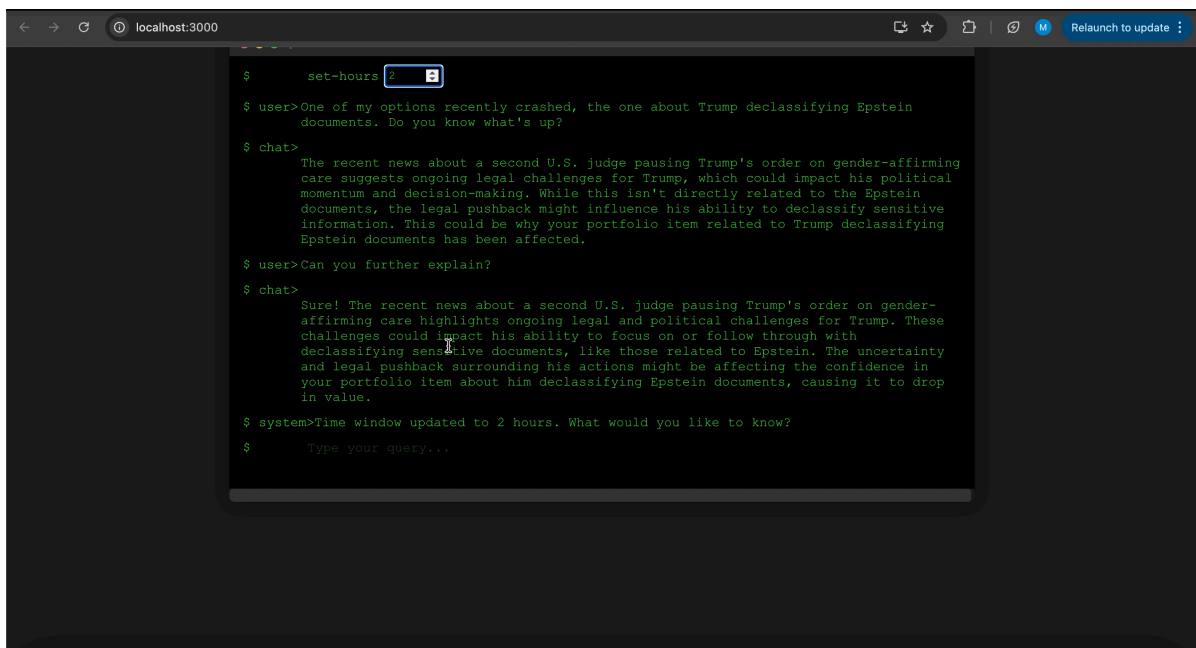 localhost:3000
M
Relaunch to update
$ set-hours 2
$ user>One of my options recently crashed, the one about Trump declassifying Epstein
documents. Do you know what's up?
$ chat>
The recent news about a second U.S. judge pausing Trump's order on gender-affirming
care suggests ongoing legal challenges for Trump, which could impact his political
momentum and decision-making. While this isn't directly related to the Epstein
documents, the legal pushback might influence his ability to declassify sensitive
information. This could be why your portfolio item related to Trump declassifying
Epstein documents has been affected.
$ user>Can you further explain?
$ chat>
Sure! The recent news about a second U.S. judge pausing Trump's order on gender-
affirming care highlights ongoing legal and political challenges for Trump. These
challenges could impact his ability to focus on or follow through with
declassifying sensitive documents, like those related to Epstein. The uncertainty
and legal pushback surrounding his actions might be affecting the confidence in
your portfolio item about him declassifying Epstein documents, causing it to drop
in value.
$ system>Time window updated to 2 hours. What would you like to know?
$ Type your query...